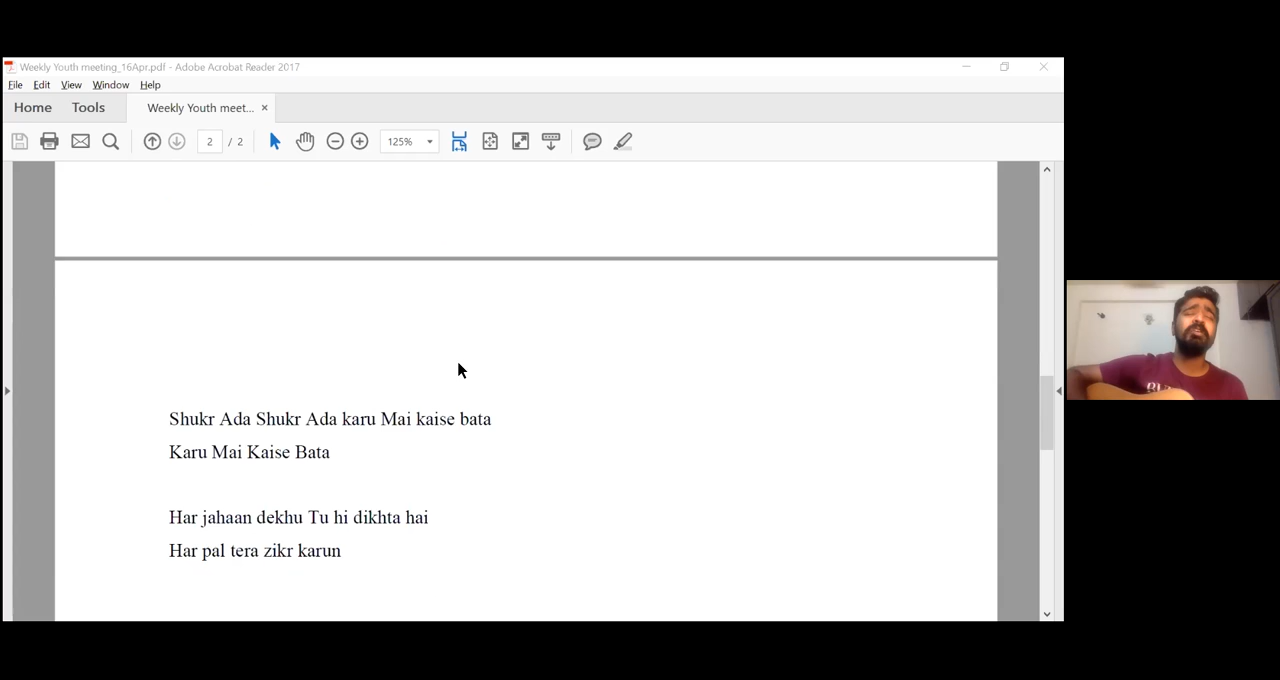 Weekly Youth meeting_16Apr.pdf - Adobe Acrobat Reader 2017
File Edit View Window Help
Home Tools Weekly Youth meet... ×
2 / 2 125%
Shukr Ada Shukr Ada karu Mai kaise bata
Karu Mai Kaise Bata
Har jahaan dekhu Tu hi dikhta hai
Har pal tera zikr karun